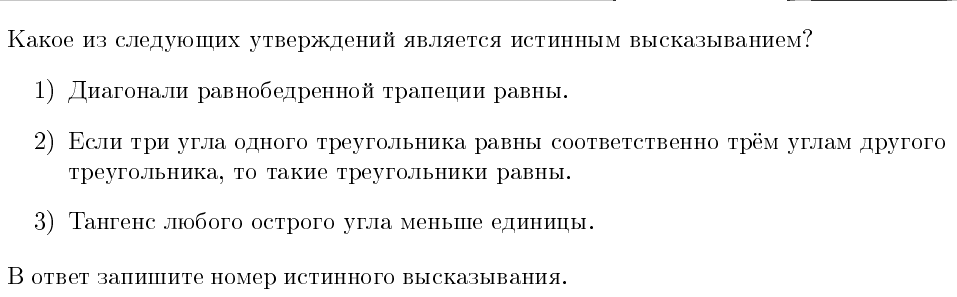 Какое из следующих утверждений является истинным высказыванием?
1) Диагонали равнобедренной трапеции равны.
2) Если три угла одного треугольника равны соответственно трём углам другого
треугольника, то такие треугольники равны.
3) Тангенс любого острого угла меньше единицы.
В ответ запишите номер истинного высказывания.